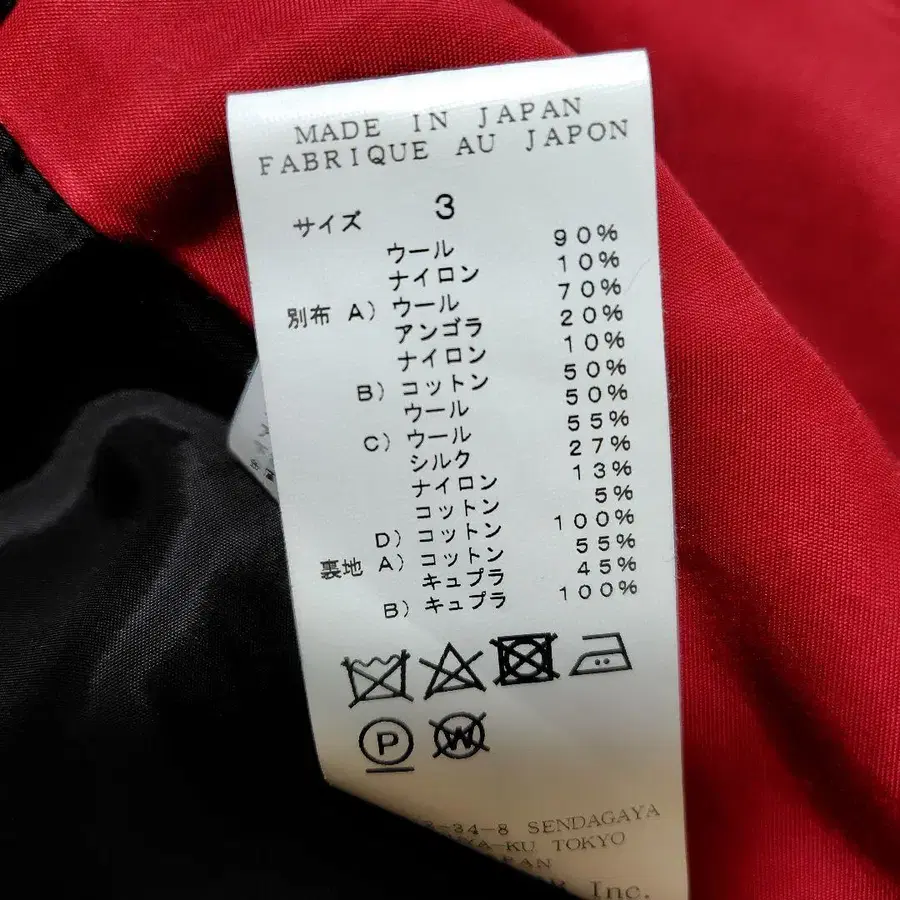 MADE IN JAPAN
FABRIQUE AU JAPON
サイズ 3
ウール 90%
ナイロン 10%
別布 A) ウール 70%
アンゴラ 20%
ナイロン 10%
B) コットン 50%
ウール 50%
C) ウール 55%
シルク 27%
ナイロン 13%
コットン 5%
D) コットン 100%
裏地 A) コットン 55%
キュプラ 45%
B) キュプラ 100%
P
W
-34-8 SENDAGAYA
-KU TOKYO
Inc.